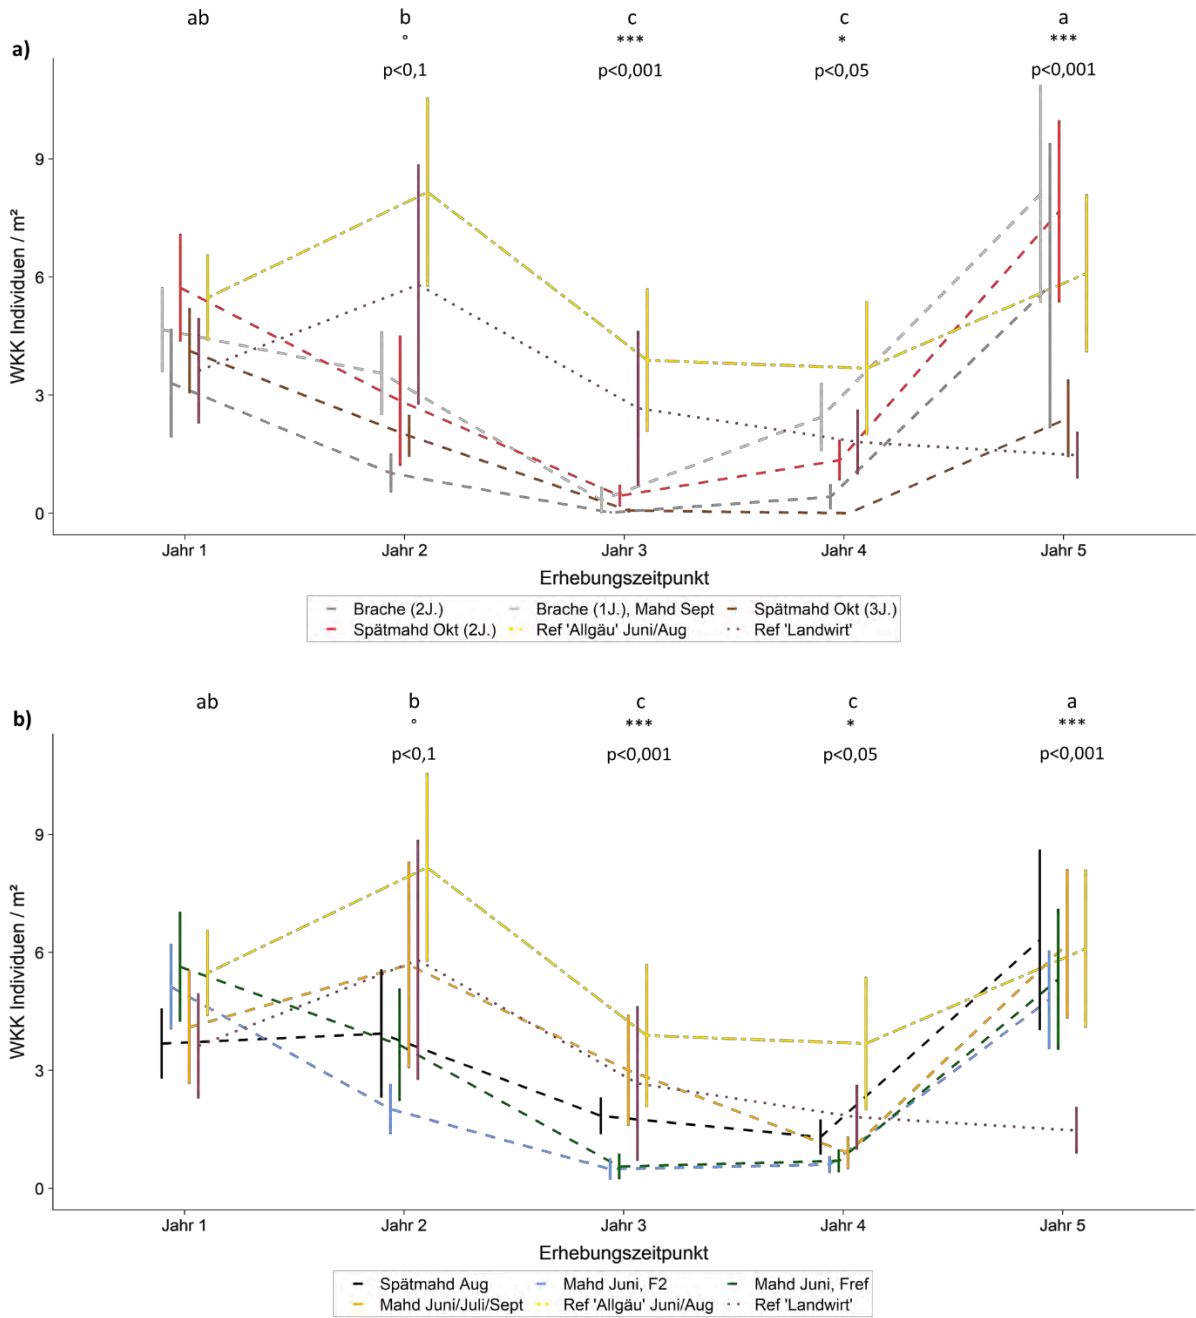 ab b c c a
a) ° *** * ***
p<0,1 p<0,001 p<0,05 p<0,001
WKK Individuen / m²
9
6
3
0
Jahr 1 Jahr 2 Jahr 3 Jahr 4 Jahr 5
Erhebungszeitpunkt
Brache (2J.) Brache (1J.), Mahd Sept Spätmahd Okt (3J.)
Spätmahd Okt (2J.) Ref 'Allgäu' Juni/Aug Ref 'Landwirt'
ab b c c a
b) ° *** * ***
p<0,1 p<0,001 p<0,05 p<0,001
WKK Individuen / m²
9
6
3
0
Jahr 1 Jahr 2 Jahr 3 Jahr 4 Jahr 5
Erhebungszeitpunkt
Spätmahd Aug Mahd Juni, F2 Mahd Juni, Fref
Mahd Juni/Juli/Sept Ref 'Allgäu' Juni/Aug Ref 'Landwirt'